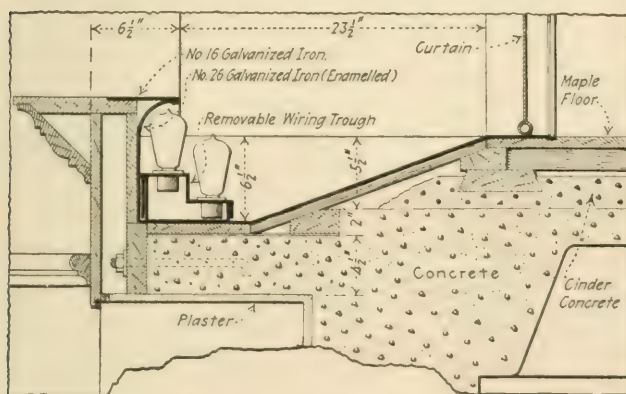 6½"
23½"
No 16 Galvanized Iron.
No. 26 Galvanized Iron (Enamelled)
Removable Wiring Trough
Curtain
Maple
Floor
6½"
5½"
2"
4½"
Concrete
Cinder
Concrete
Plaster